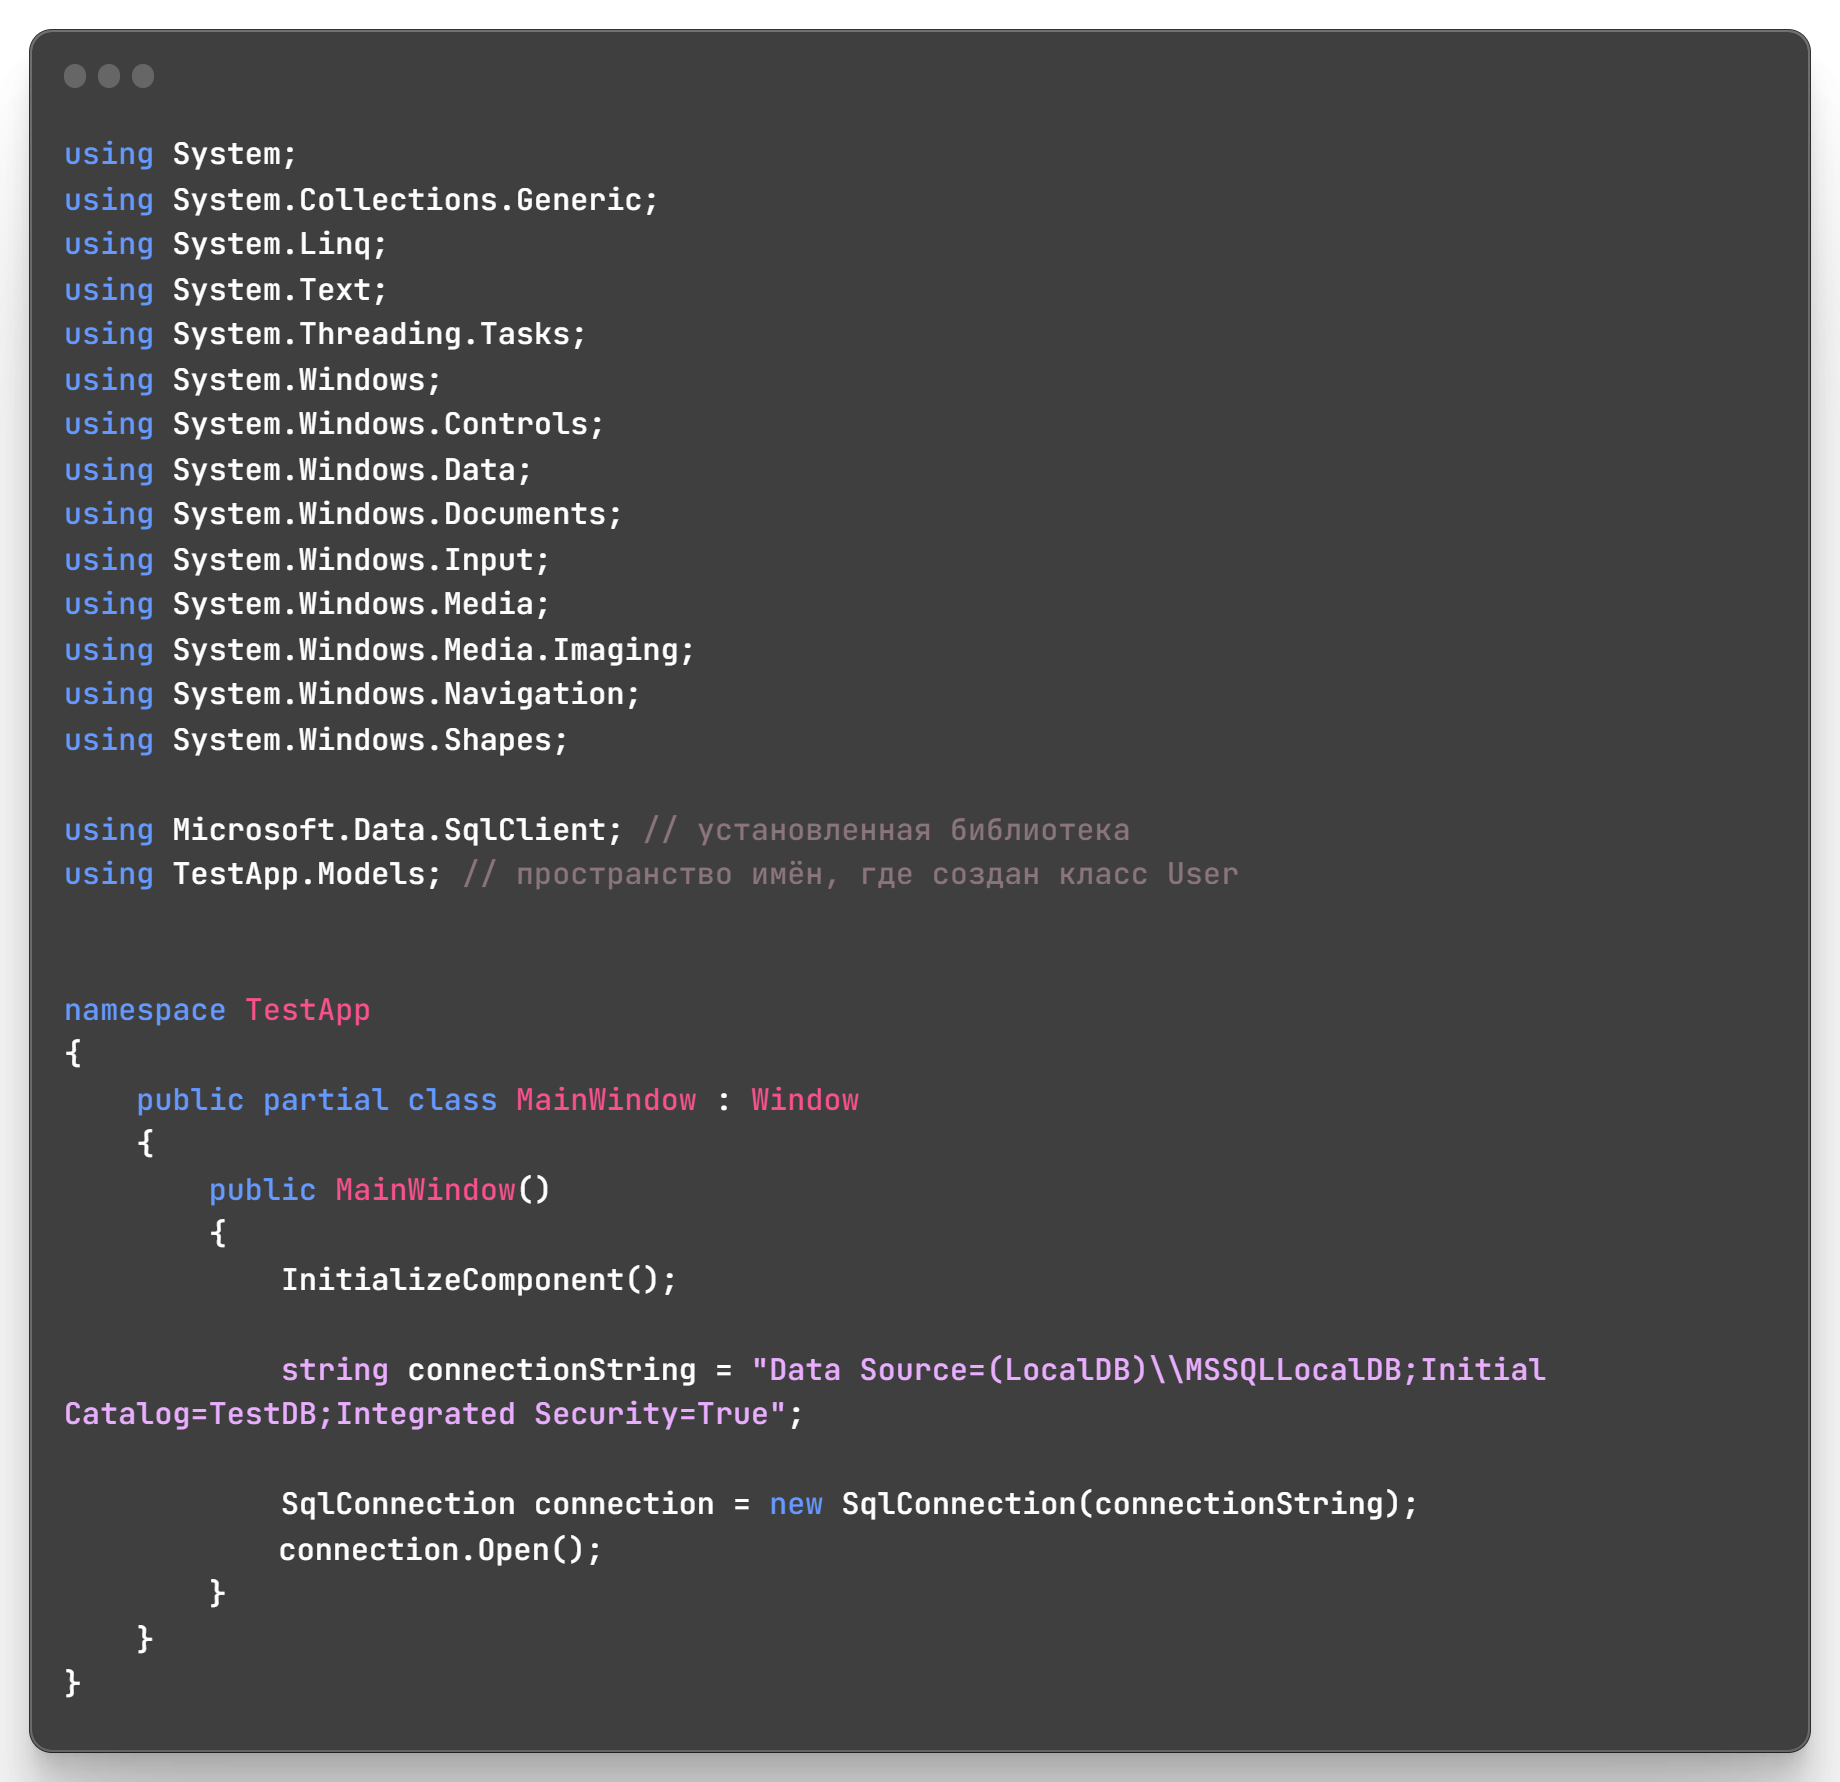 using System;
using System.Collections.Generic;
using System.Linq;
using System.Text;
using System.Threading.Tasks;
using System.Windows;
using System.Windows.Controls;
using System.Windows.Data;
using System.Windows.Documents;
using System.Windows.Input;
using System.Windows.Media;
using System.Windows.Media.Imaging;
using System.Windows.Navigation;
using System.Windows.Shapes;
using Microsoft.Data.SqlClient; // установленная библиотека
using TestApp.Models; // пространство имён, где создан класс User
namespace TestApp
{
    public partial class MainWindow : Window
    {
        public MainWindow()
        {
            InitializeComponent();
            string connectionString = "Data Source=(LocalDB)\\MSSQLLocalDB;Initial
Catalog=TestDB;Integrated Security=True";
            SqlConnection connection = new SqlConnection(connectionString);
            connection.Open();
        }
    }
}